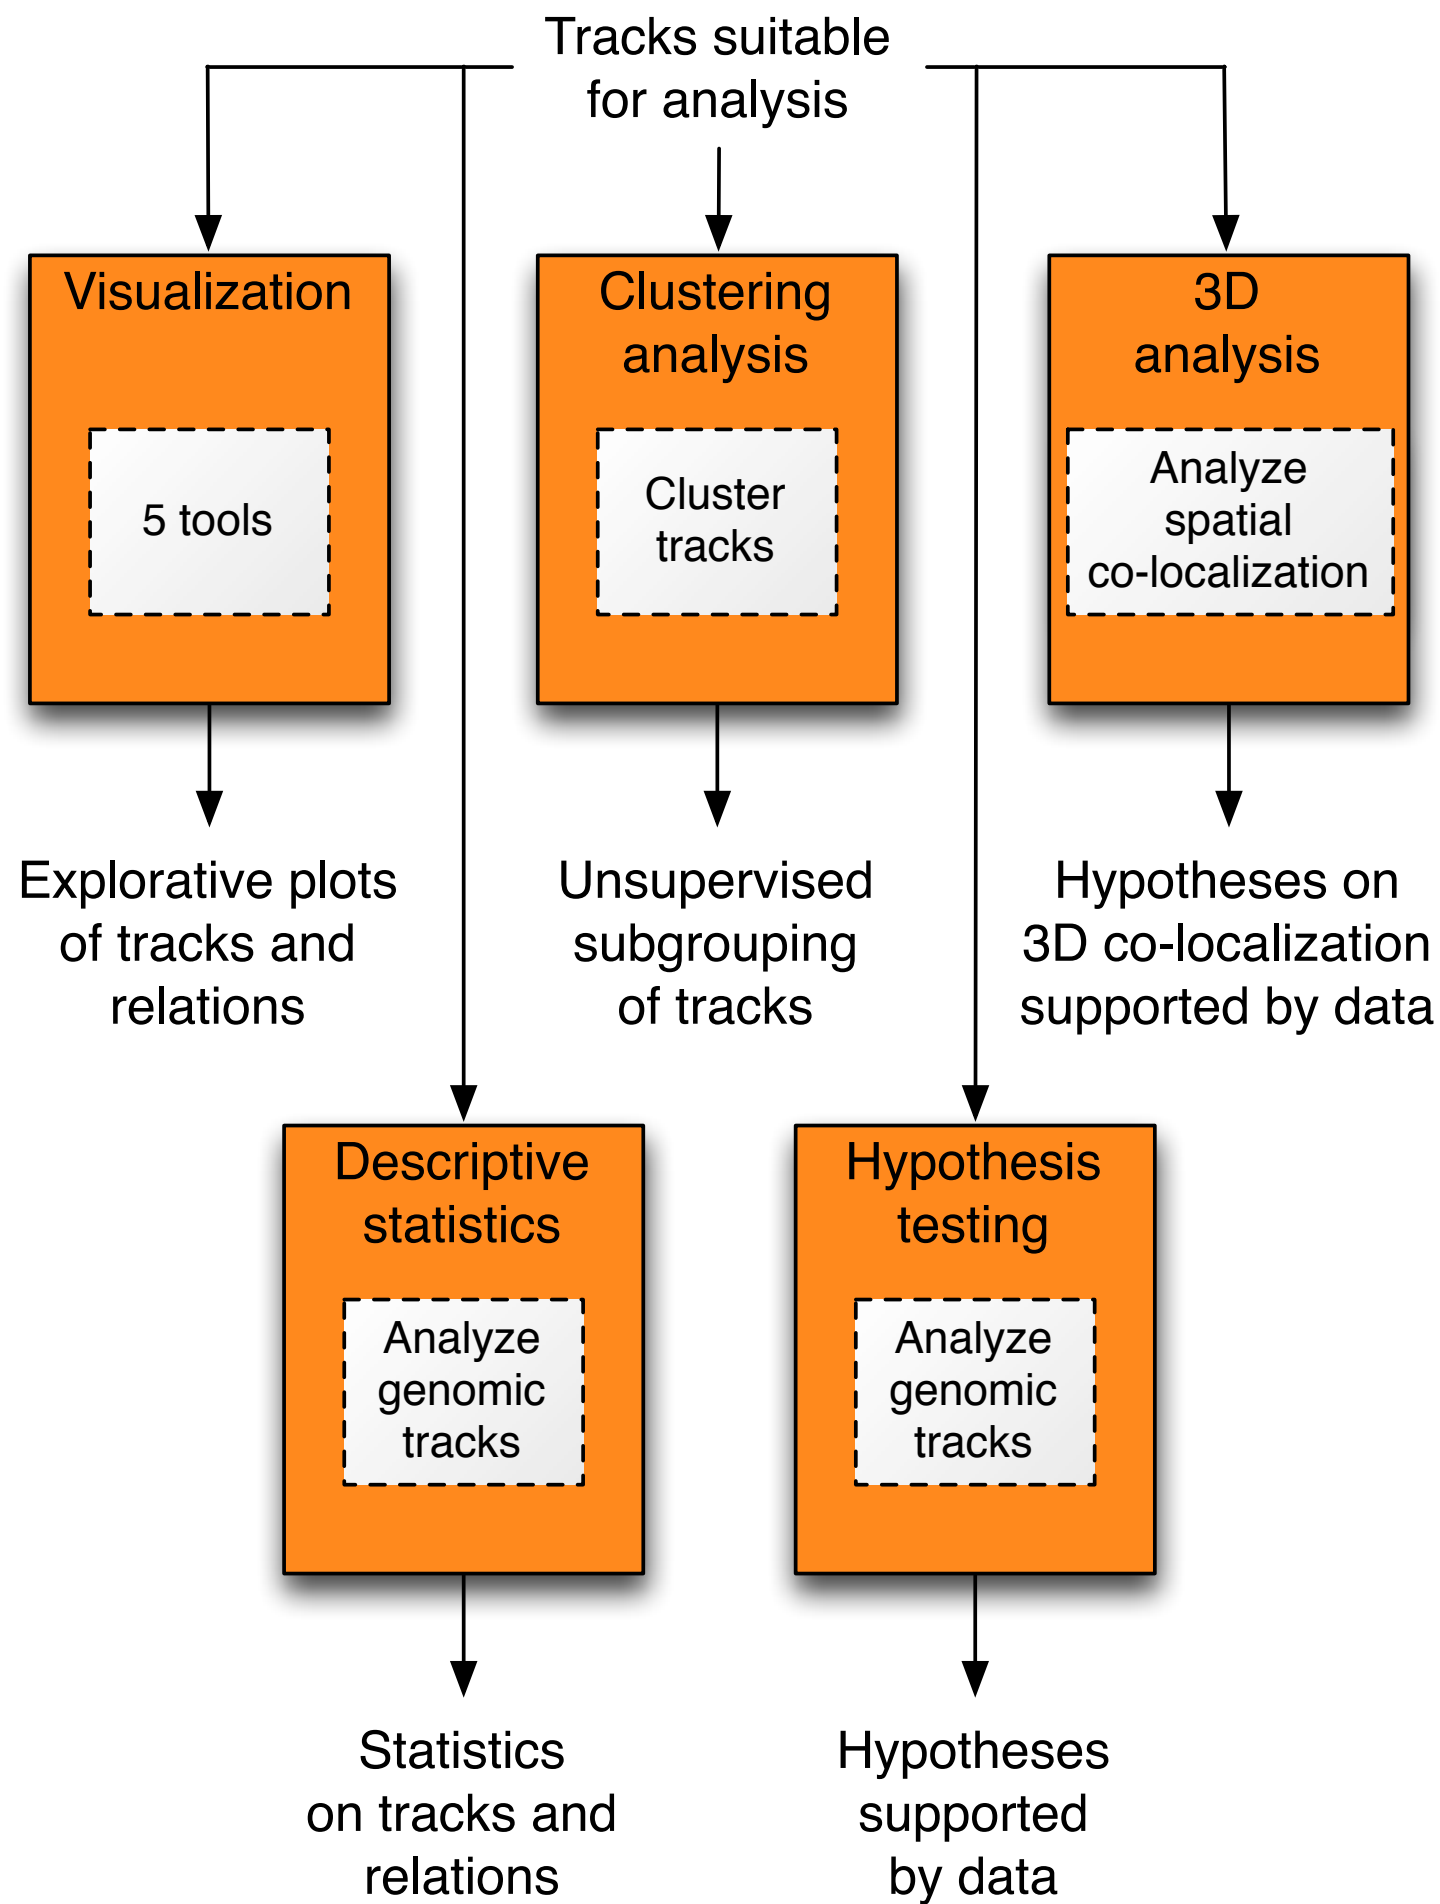 Tracks suitable
for analysis
Visualization
5 tools
Explorative plots
of tracks and
relations
Clustering
analysis
Cluster
tracks
Unsupervised
subgrouping
of tracks
3D
analysis
Analyze
spatial
co-localization
Hypotheses on
3D co-localization
supported by data
Descriptive
statistics
Analyze
genomic
tracks
Statistics
on tracks and
relations
Hypothesis
testing
Analyze
genomic
tracks
Hypotheses
supported
by data